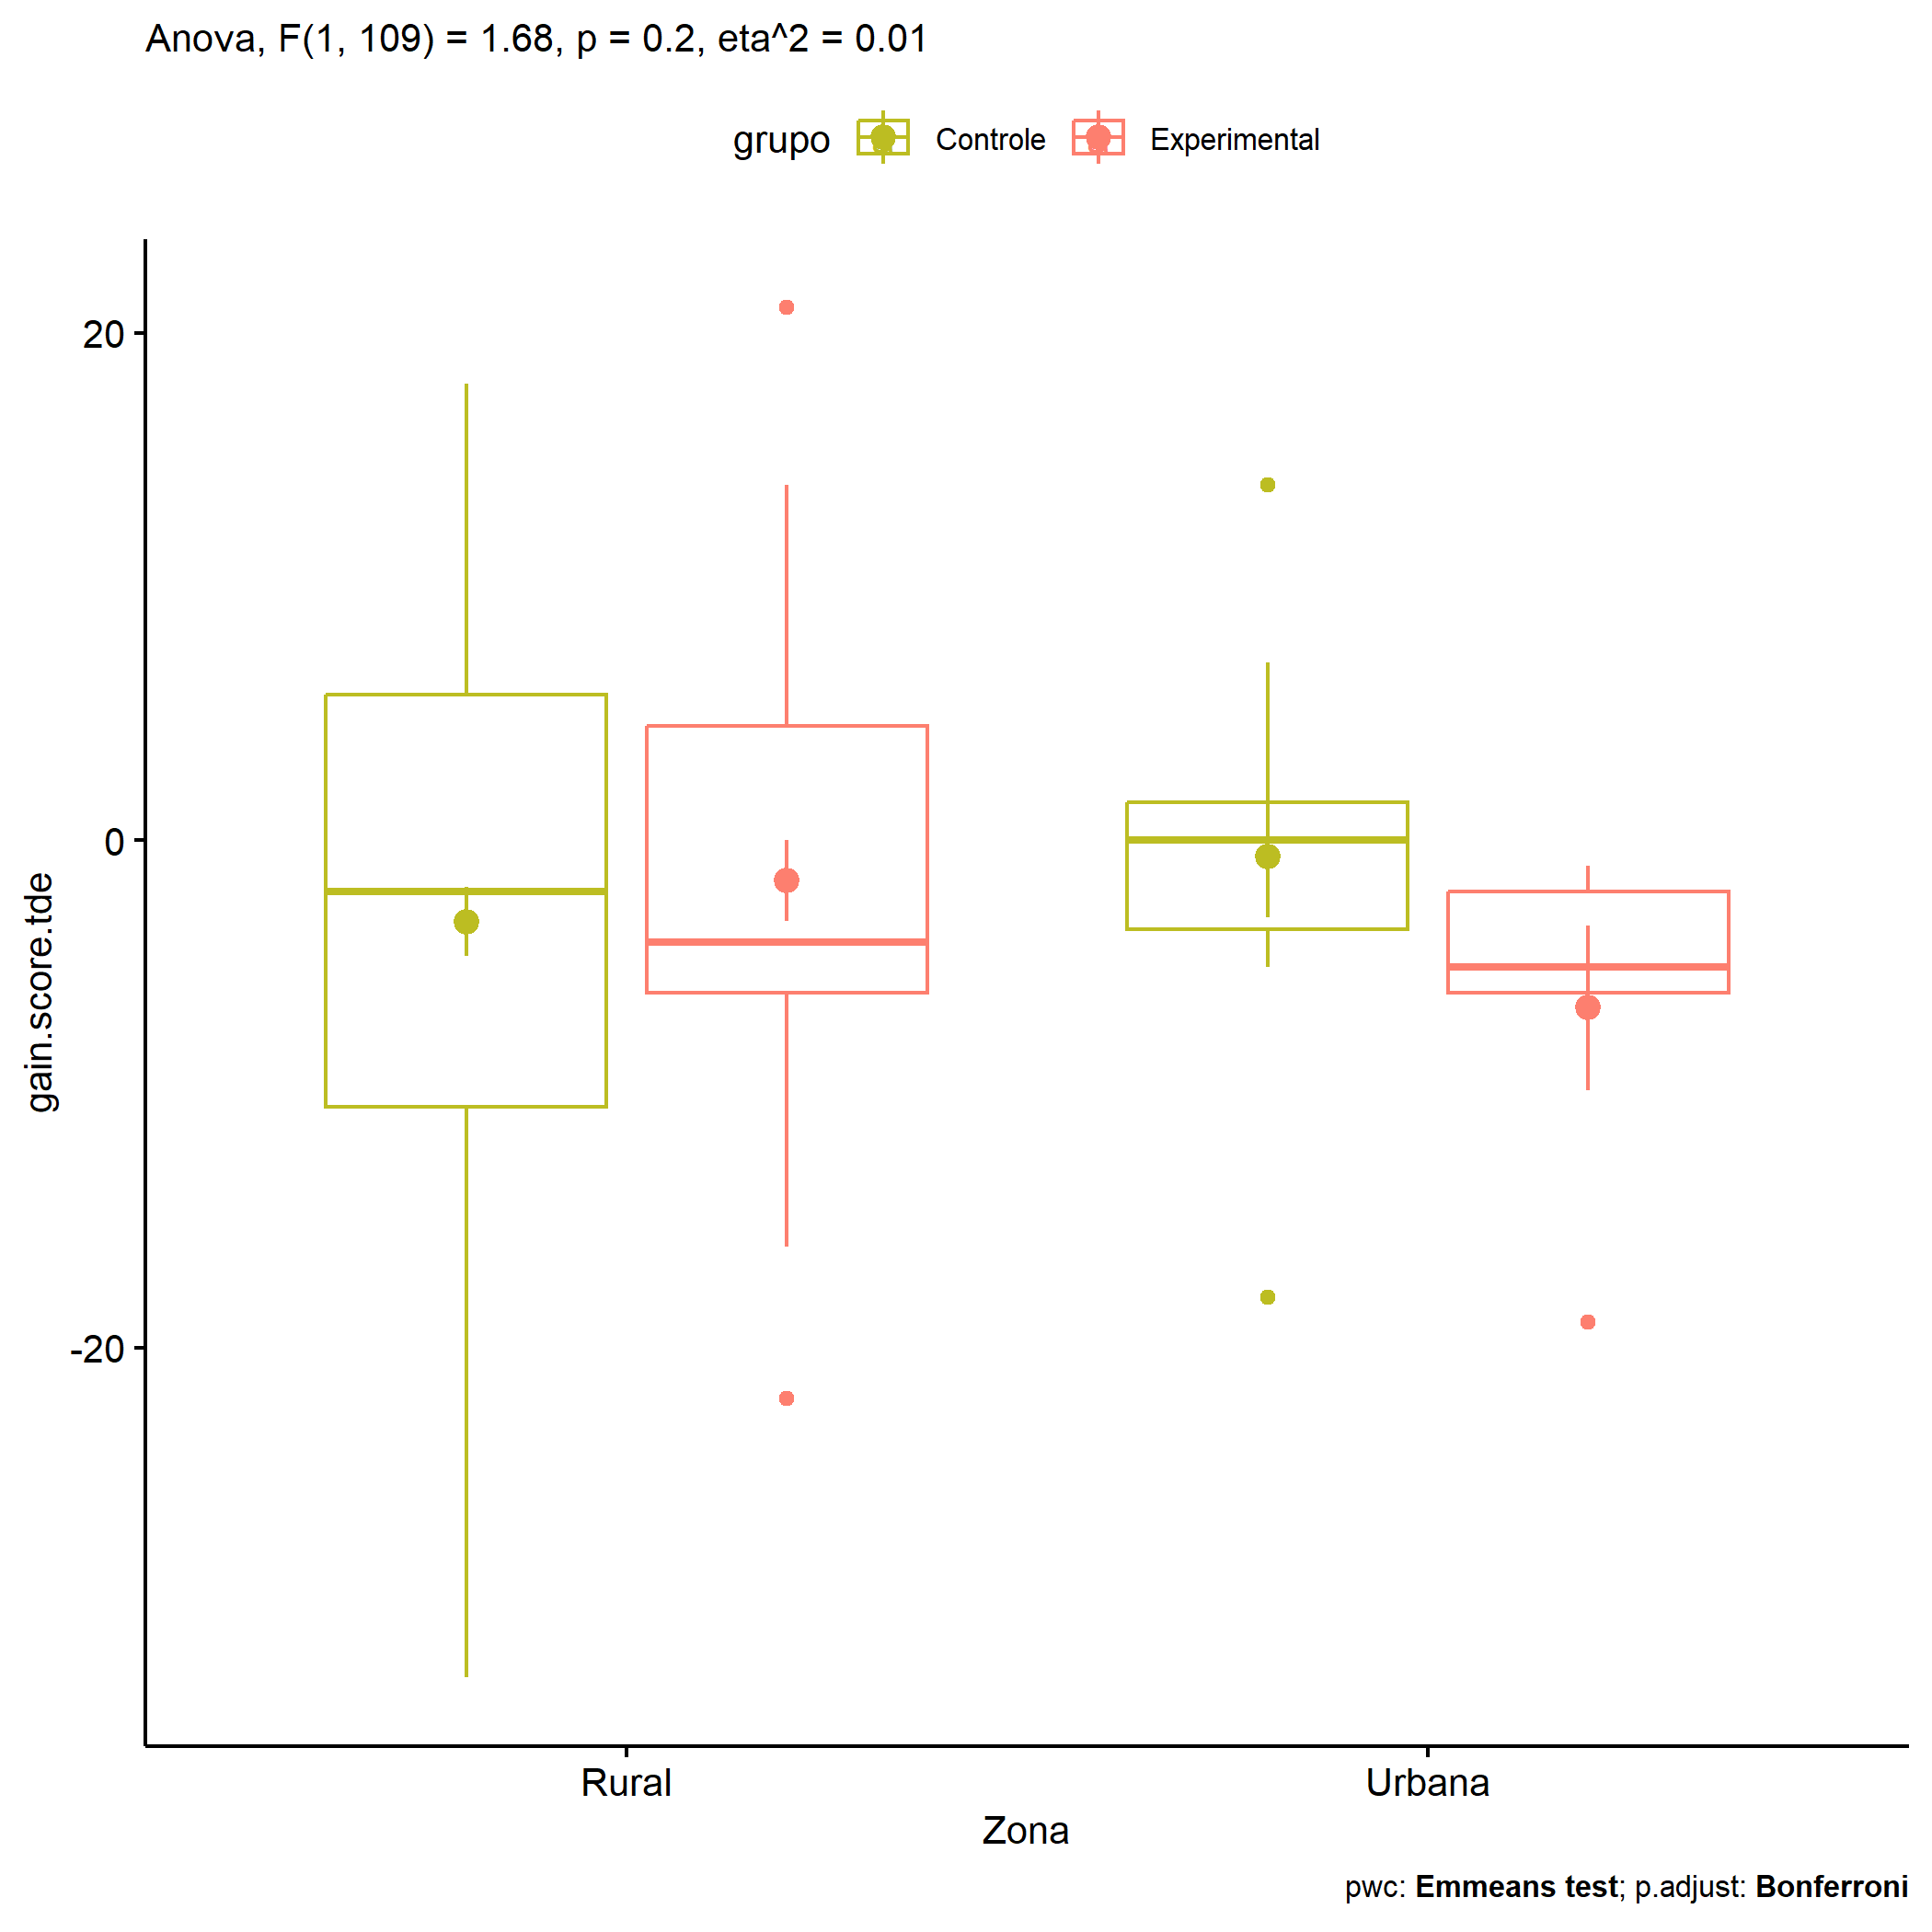 Anova, F(1, 109) = 1.68, p = 0.2, eta^2 = 0.01
grupo Controle Experimental
20
0
-20
gain.score.tde
Rural Urbana
Zona
pwc: Emmeans test; p.adjust: Bonferroni